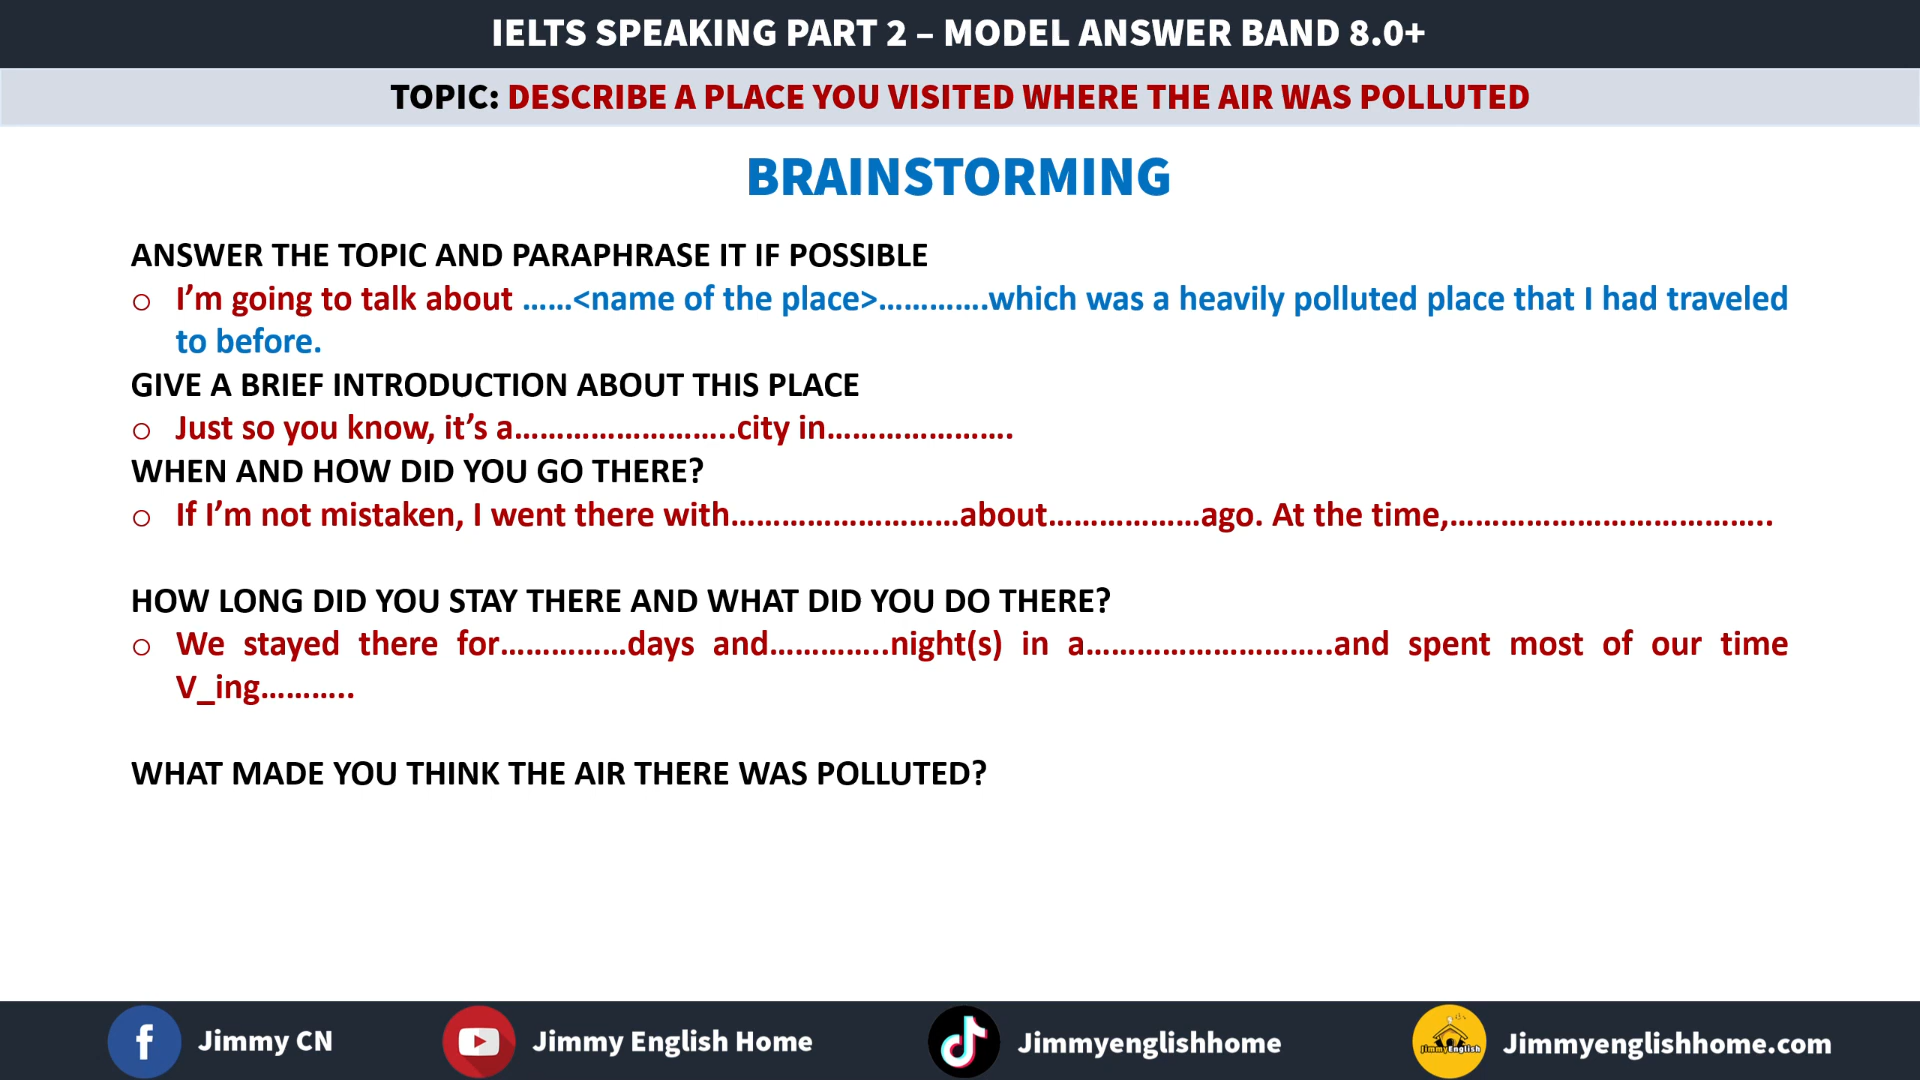 IELTS SPEAKING PART 2 – MODEL ANSWER BAND 8.0+
TOPIC: DESCRIBE A PLACE YOU VISITED WHERE THE AIR WAS POLLUTED
BRAINSTORMING
ANSWER THE TOPIC AND PARAPHRASE IT IF POSSIBLE
o I’m going to talk about ……<name of the place>………….which was a heavily polluted place that I had traveled
to before.
GIVE A BRIEF INTRODUCTION ABOUT THIS PLACE
o Just so you know, it’s a……………………..city in………………….
WHEN AND HOW DID YOU GO THERE?
o If I’m not mistaken, I went there with………………………about………………ago. At the time,………………………………..
HOW LONG DID YOU STAY THERE AND WHAT DID YOU DO THERE?
o We stayed there for……………days and…………..night(s) in a………………………..and spent most of our time
V_ing………..
WHAT MADE YOU THINK THE AIR THERE WAS POLLUTED?
Jimmy CN
Jimmy English Home
Jimmyenglishhome
JimmyEnglish
Jimmyenglishhome.com